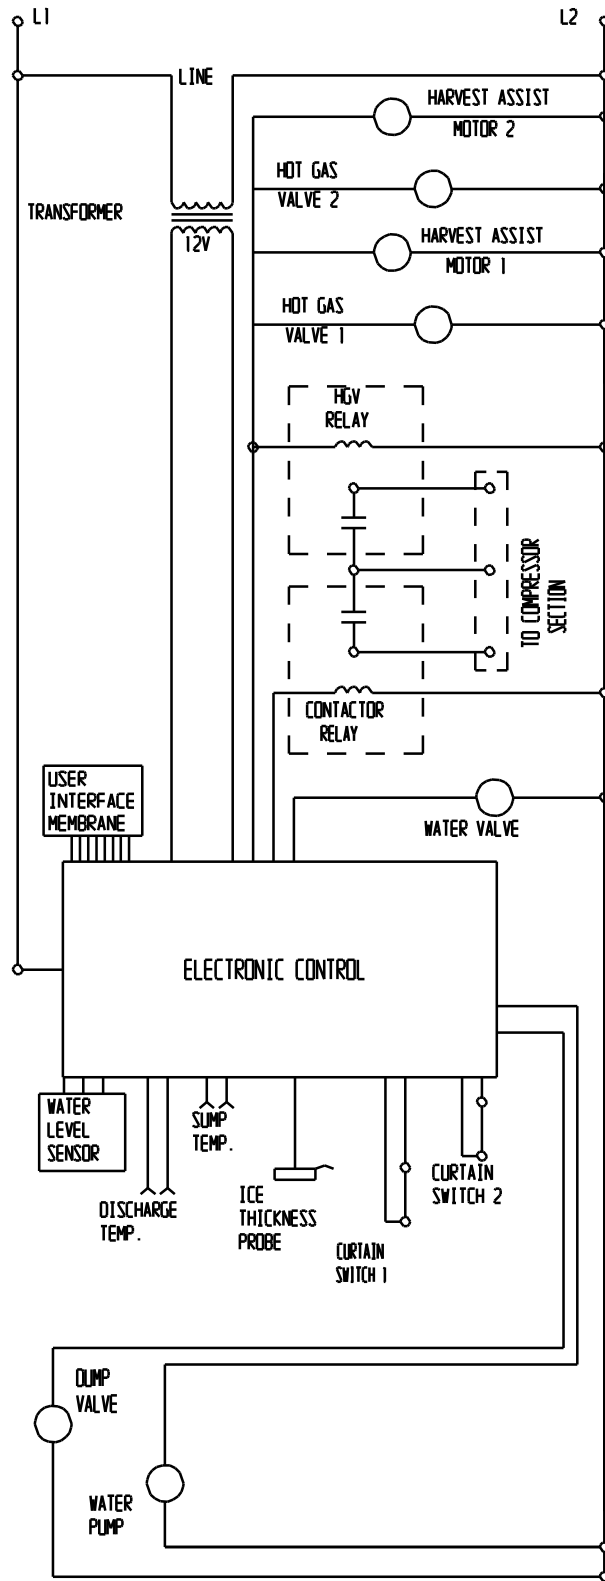 L1
L2
LINE
HARVEST ASSIST
MOTOR 2
HOT GAS
VALVE 2
TRANSFORMER
12V
HARVEST ASSIST
MOTOR 1
HOT GAS
VALVE 1
HGV
RELAY
TO COMPRESSOR
SECTION
CONTACTOR
RELAY
USER
INTERFACE
MEMBRANE
WATER VALVE
ELECTRONIC CONTROL
WATER
LEVEL
SENSOR
SUMP
TEMP.
DISCHARGE
TEMP.
ICE
THICKNESS
PROBE
CURTAIN
SWITCH 2
CURTAIN
SWITCH 1
DUMP
VALVE
WATER
PUMP